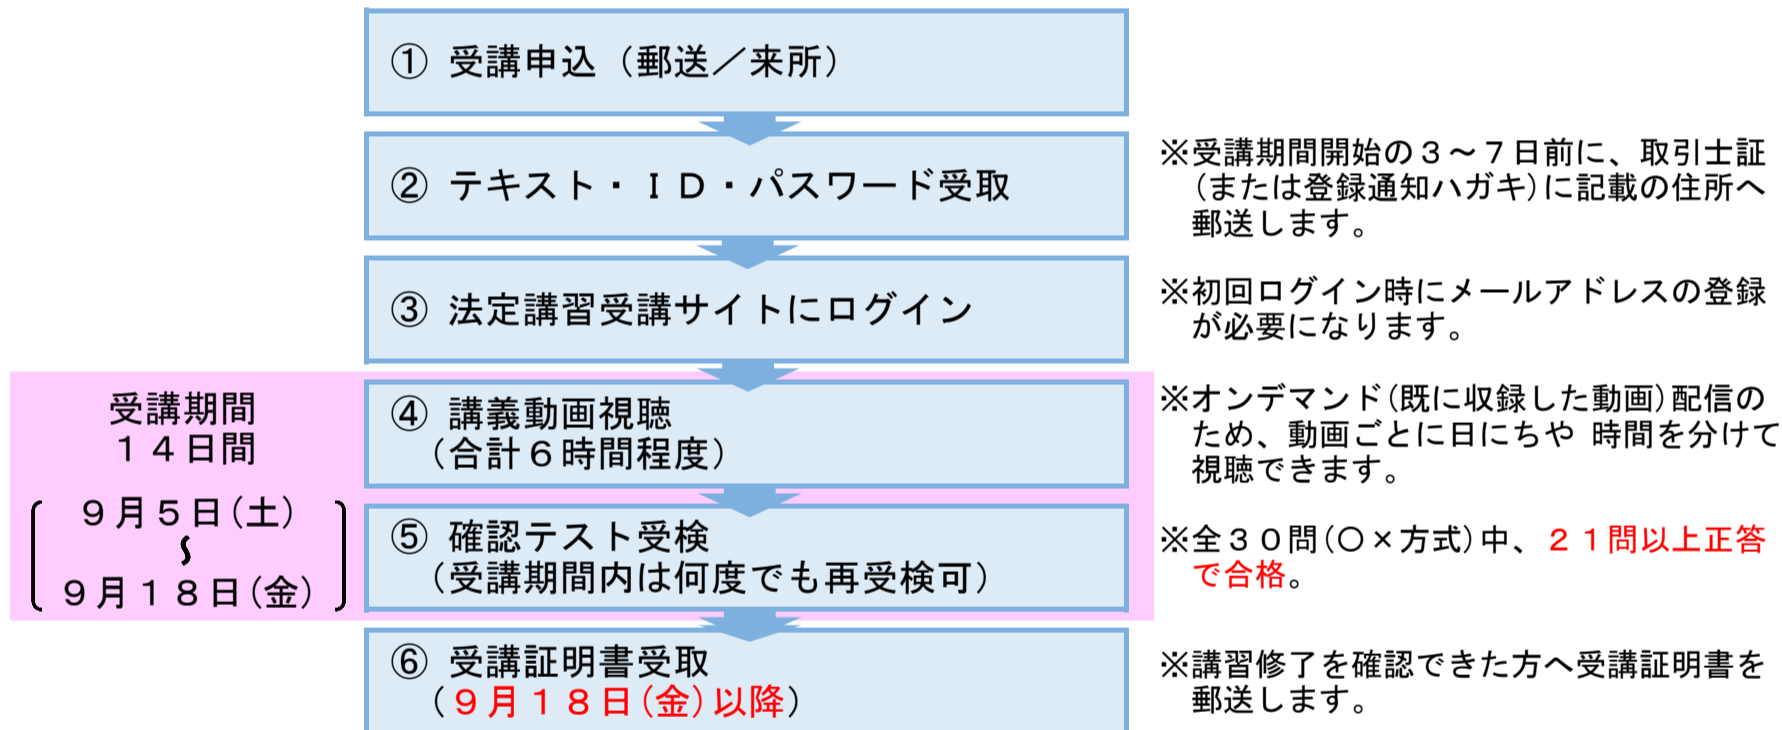 ① 受講申込（郵送／来所）
② テキスト・ＩＤ・パスワード受取
※受講期間開始の３～７日前に、取引士証
（または登録通知ハガキ）に記載の住所へ
郵送します。
③ 法定講習受講サイトにログイン
※初回ログイン時にメールアドレスの登録
が必要になります。
受講期間
１４日間
９月５日（土）
～
９月１８日（金）
④ 講義動画視聴
（合計６時間程度）
※オンデマンド（既に収録した動画）配信の
ため、動画ごとに日にちや 時間を分けて
視聴できます。
⑤ 確認テスト受検
（受講期間内は何度でも再受検可）
※全３０問（〇×方式）中、２１問以上正答
で合格。
⑥ 受講証明書受取
（９月１８日（金）以降）
※講習修了を確認できた方へ受講証明書を
郵送します。